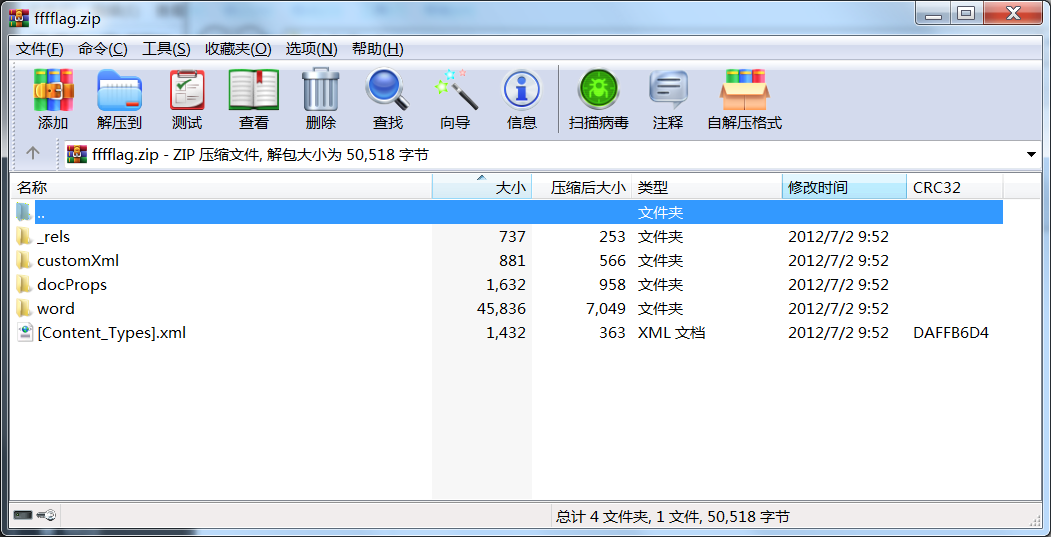 fffflag.zip
文件(F) 命令(C) 工具(S) 收藏夹(O) 选项(N) 帮助(H)
添加 解压到 测试 查看 删除 查找 向导 信息 扫描病毒 注释 自解压格式
fffflag.zip - ZIP 压缩文件, 解包大小为 50,518 字节
名称 大小 压缩后大小 类型 修改时间 CRC32
.. 文件夹
_rels 737 253 文件夹 2012/7/2 9:52
customXml 881 566 文件夹 2012/7/2 9:52
docProps 1,632 958 文件夹 2012/7/2 9:52
word 45,836 7,049 文件夹 2012/7/2 9:52
[Content_Types].xml 1,432 363 XML 文档 2012/7/2 9:52 DAFFB6D4
总计 4 文件夹, 1 文件, 50,518 字节